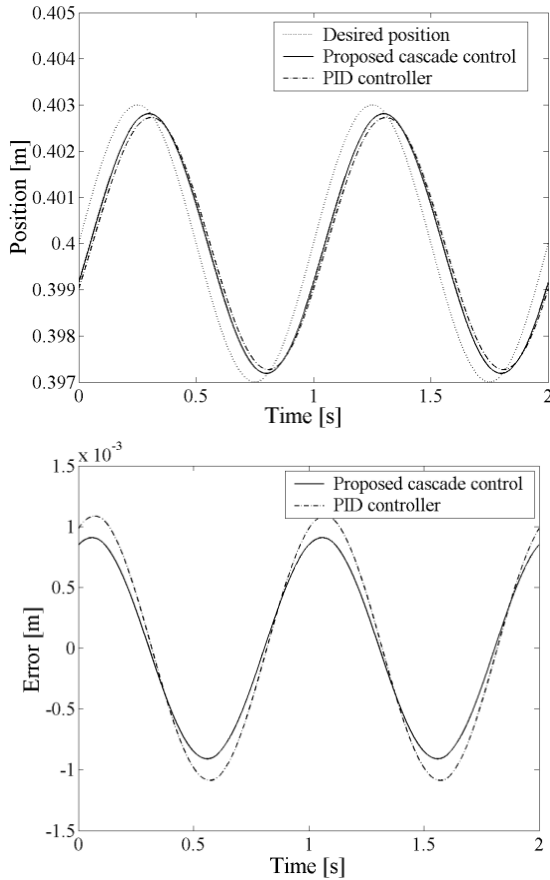 0.405
0.404
0.403
0.402
0.401
0.4
0.399
0.398
0.397
Position [m]
Desired position
Proposed cascade control
PID controller
0
0.5
1
1.5
2
Time [s]
x 10-3
1.5
1
0.5
0
-0.5
-1
-1.5
Error [m]
Proposed cascade control
PID controller
0
0.5
1
1.5
2
Time [s]